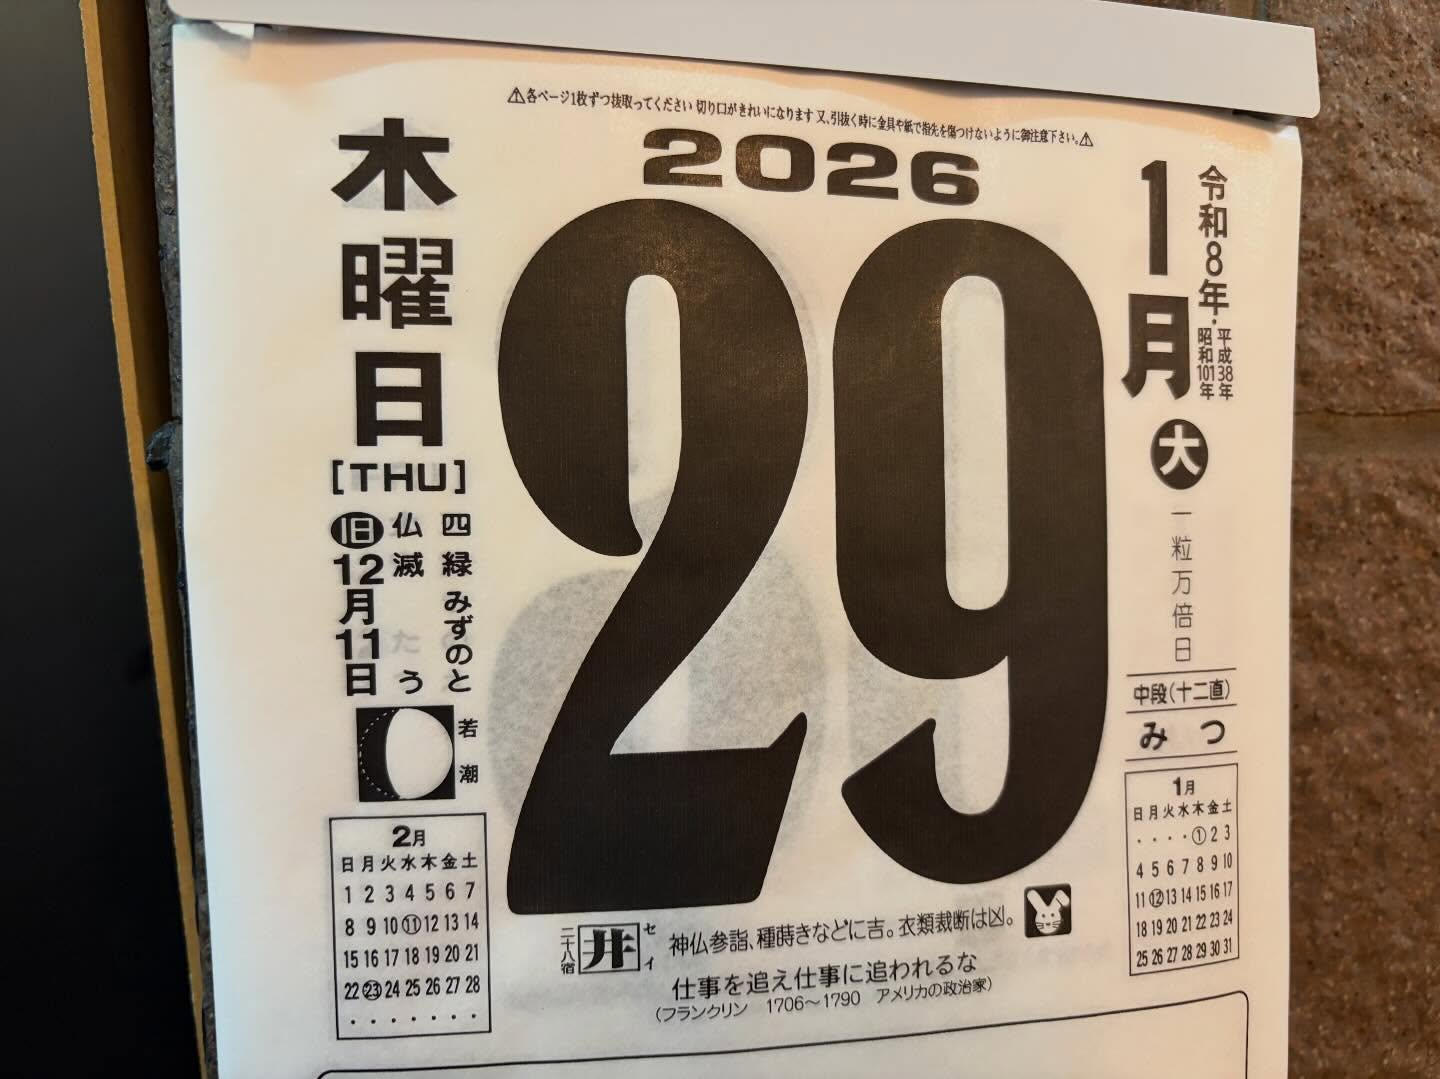 ⚠各ページ1枚ずつ抜取ってください 切り口がきれいになります 又、引抜く時に金具や紙で指先を傷つけないように御注意下さい。⚠
2026
1月
令和8年・平成38年
昭和101年
大
一粒万倍日
中段(十二直)
みつ
1月
日月火水木金土
・・・・①2 3
4 5 6 7 8 9 10
11 ⑫ 13 14 15 16 17
18 19 20 21 22 23 24
25 26 27 28 29 30 31
29
木曜日
[THU]
四緑 みずのと
仏滅 う
旧12月11日
若潮
2月
日月火水木金土
1 2 3 4 5 6 7
8 9 10 ⑪ 12 13 14
15 16 17 18 19 20 21
22 ㉓ 24 25 26 27 28
・・・・・・・
二十八宿 井 セイ
神仏参詣、種蒔きなどに吉。衣類裁断は凶。
仕事を追え仕事に追われるな
(フランクリン 1706〜1790 アメリカの政治家)